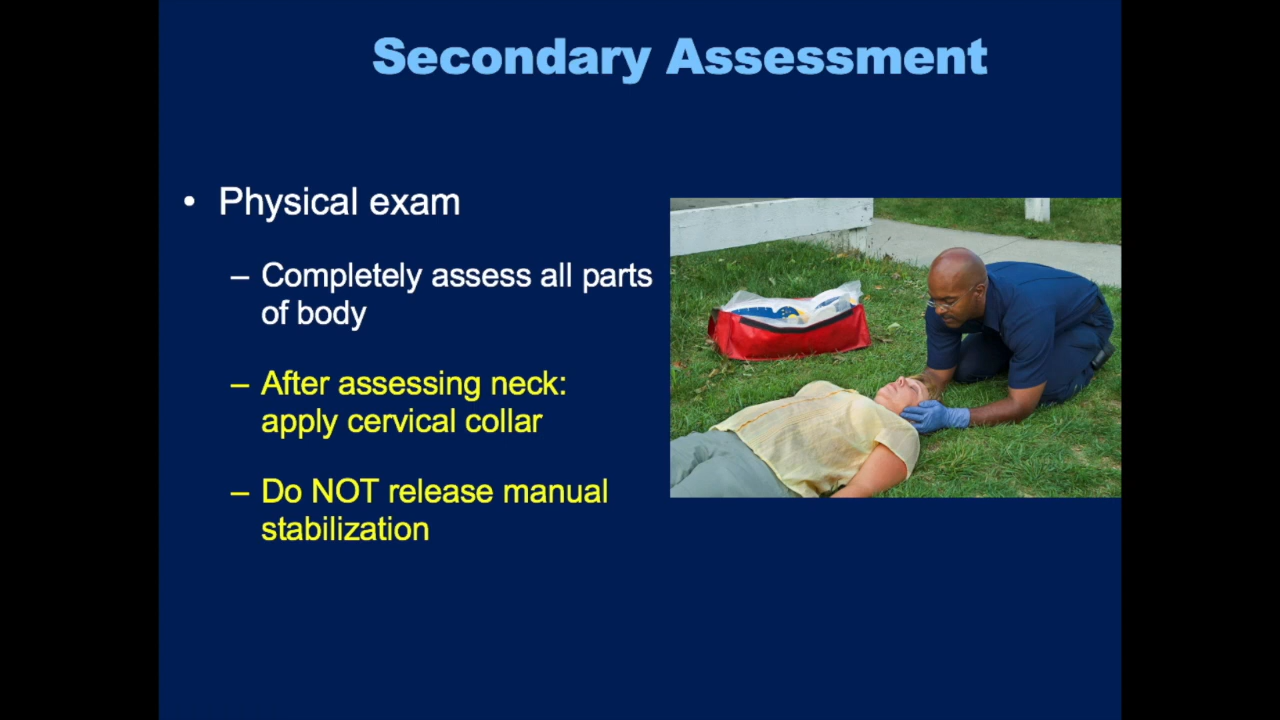 Secondary Assessment
• Physical exam
– Completely assess all parts
of body
– After assessing neck:
apply cervical collar
– Do NOT release manual
stabilization